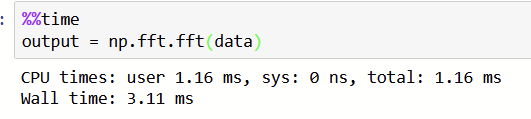 :
%%time
output = np.fft.fft(data)
CPU times: user 1.16 ms, sys: 0 ns, total: 1.16 ms
Wall time: 3.11 ms